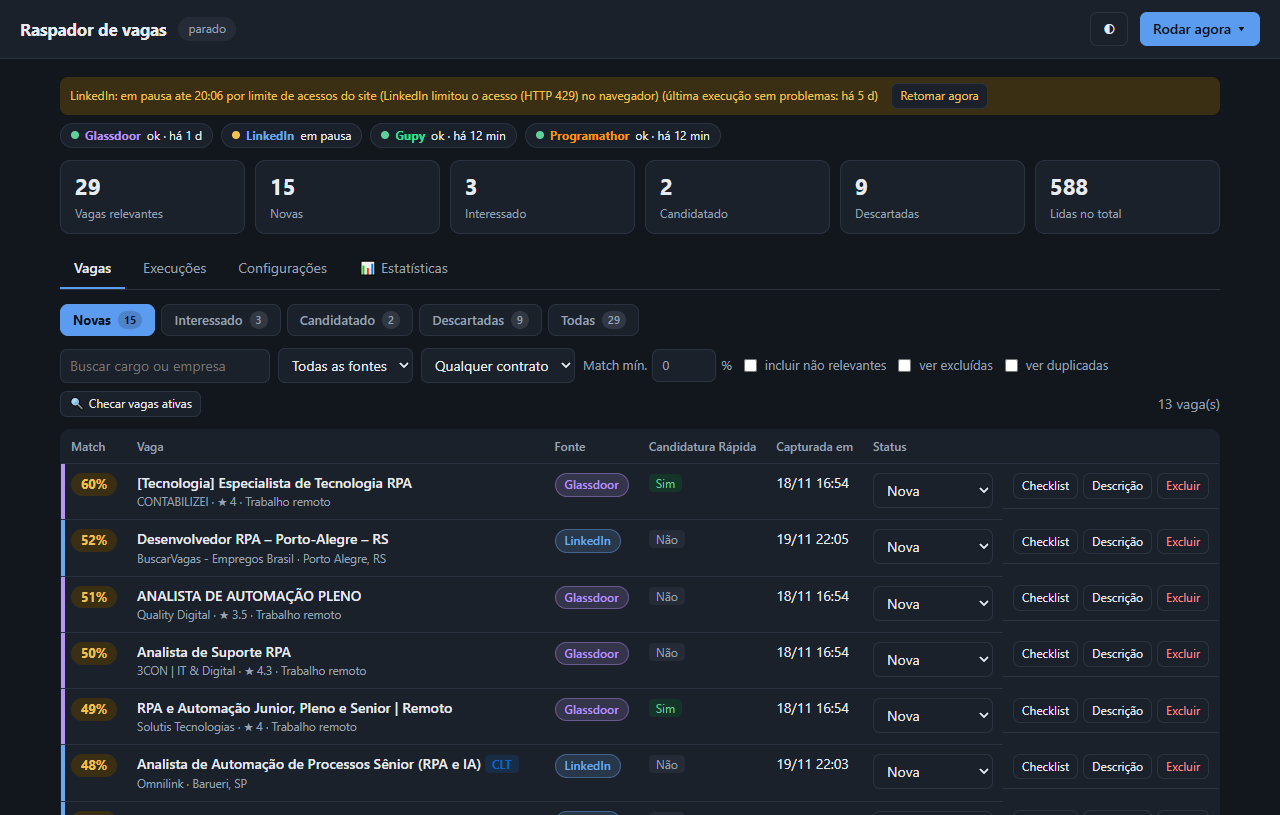 Raspador de vagas parado Rodar agora
LinkedIn: em pausa ate 20:06 por limite de acessos do site (LinkedIn limitou o acesso (HTTP 429) no navegador) (última execução sem problemas: há 5 d) Retomar agora
Glassdoor ok · há 1 d LinkedIn em pausa Gupy ok · há 12 min Programathor ok · há 12 min
29 15 3 2 9 588
Vagas relevantes Novas Interessado Candidatado Descartadas Lidas no total
Vagas Execuções Configurações Estatísticas
Novas 15 Interessado 3 Candidatado 2 Descartadas 9 Todas 29
Buscar cargo ou empresa Todas as fontes Qualquer contrato Match mín. 0 % incluir não relevantes ver excluídas ver duplicadas
Checar vagas ativas 13 vaga(s)
Match Vaga Fonte Candidatura Rápida Capturada em Status
60% [Tecnologia] Especialista de Tecnologia RPA Glassdoor Sim 18/11 16:54 Nova Checklist Descrição Excluir
CONTABILIZEI · ★ 4 · Trabalho remoto
52% Desenvolvedor RPA – Porto-Alegre – RS LinkedIn Não 19/11 22:05 Nova Checklist Descrição Excluir
BuscarVagas - Empregos Brasil · Porto Alegre, RS
51% ANALISTA DE AUTOMAÇÃO PLENO Glassdoor Não 18/11 16:54 Nova Checklist Descrição Excluir
Quality Digital · ★ 3.5 · Trabalho remoto
50% Analista de Suporte RPA Glassdoor Não 18/11 16:54 Nova Checklist Descrição Excluir
3CON | IT & Digital · ★ 4.3 · Trabalho remoto
49% RPA e Automação Junior, Pleno e Senior | Remoto Glassdoor Sim 18/11 16:54 Nova Checklist Descrição Excluir
Solutis Tecnologias · ★ 4 · Trabalho remoto
48% Analista de Automação de Processos Sênior (RPA e IA) CLT LinkedIn Não 19/11 22:03 Nova Checklist Descrição Excluir
Omnilink · Barueri, SP